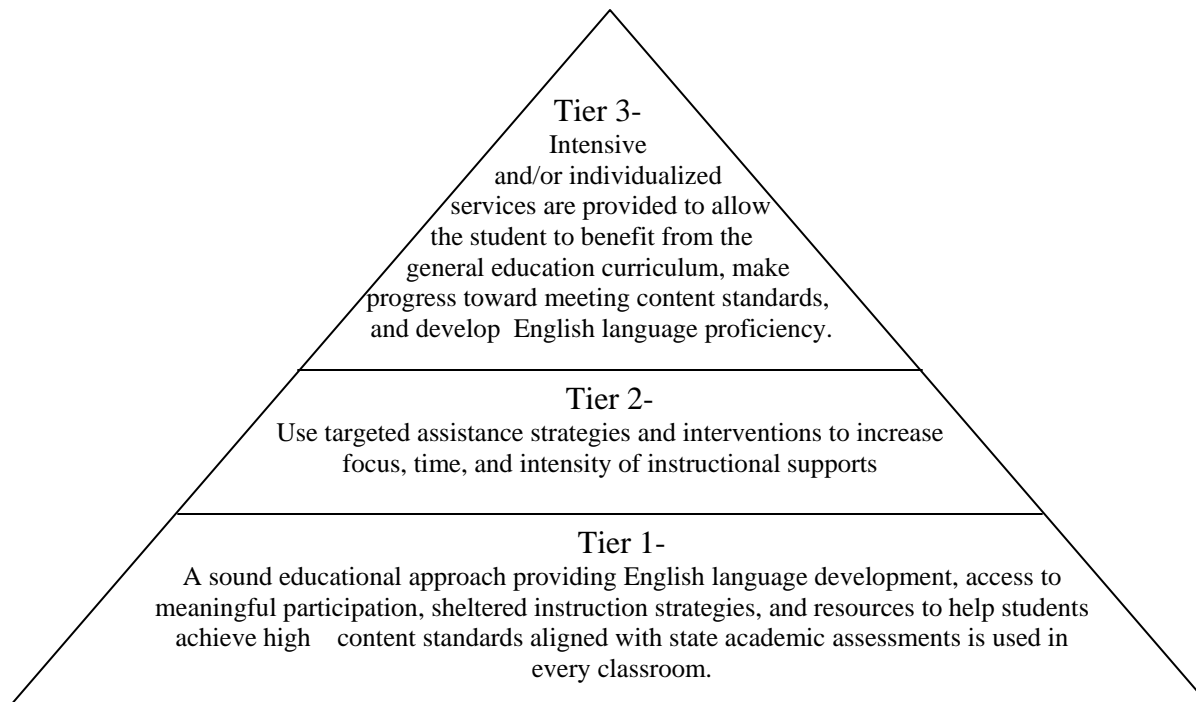 Tier 3-
Intensive
and/or individualized
services are provided to allow
the student to benefit from the
general education curriculum, make
progress toward meeting content standards,
and develop  English language proficiency.
Tier 2-
Use targeted assistance strategies and interventions to increase
focus, time, and intensity of instructional supports
Tier 1-
A sound educational approach providing English language development, access to
meaningful participation, sheltered instruction strategies, and resources to help students
achieve high    content standards aligned with state academic assessments is used in
every classroom.